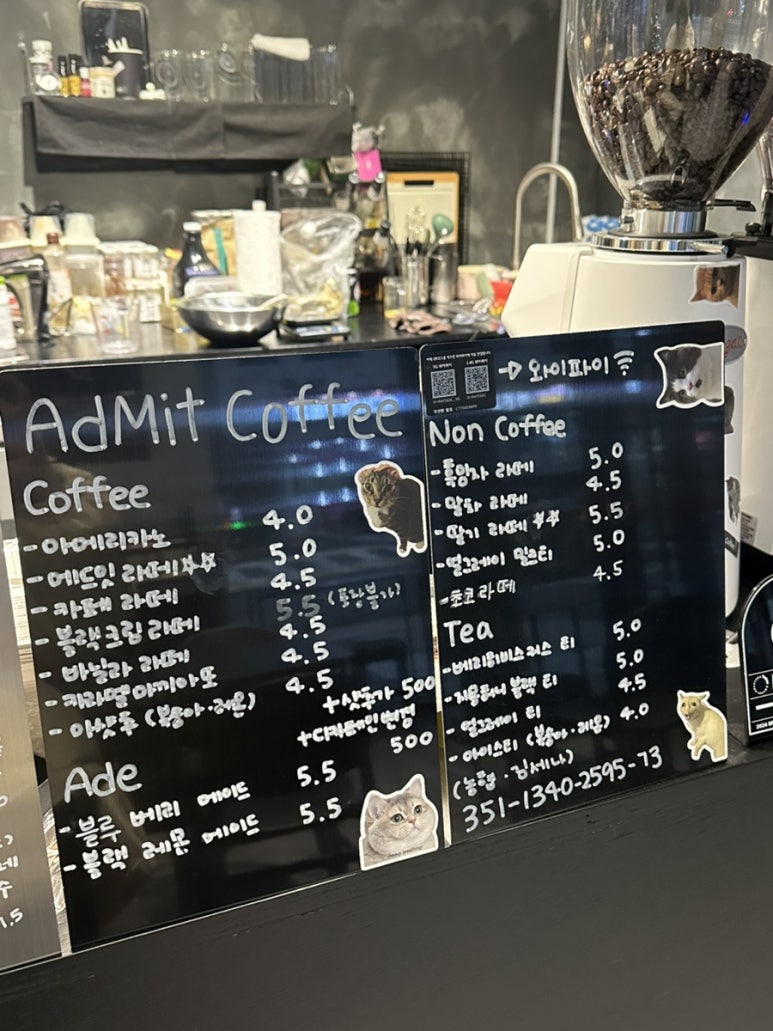 AdMit Coffee
Coffee
- 아메리카노 4.0
- 에드밋 라떼☆☆ 5.0
- 카페 라떼 4.5
- 블랙크림라떼 5.5 (포장불가)
- 바닐라 라떼 4.5
- 카라멜마끼아또 4.5
- 아샷추 (복숭아·레몬) 4.5
+샷추가 500
+디카페인변경
500
Ade
- 블루 베리 에이드 5.5
- 블랙 레몬 에이드 5.5
→ 와이파이
Non Coffee
- 흑임자 라떼 5.0
- 말차 라떼 4.5
- 딸기 라떼 ☆☆ 5.5
- 얼그레이 밀크티 5.0
- 초코 라떼 4.5
Tea
- 베리히비스커스 티 5.0
- 자몽허니 블랙 티 5.0
- 얼그레이 티 4.5
- 아이스티 (복숭아·레몬) 4.0
(농협·김세나)
351-1340-2595-73